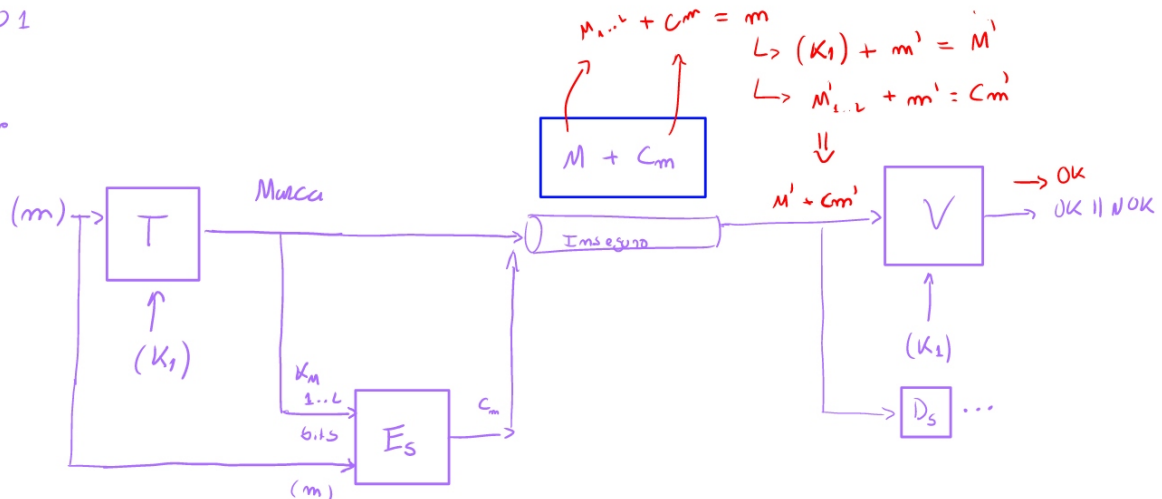 01
M₁..L + Cm = m
↳ (K₁) + m' = M'
↳ M'₁..L + m' = Cm'
⇓
M + Cm
M' + Cm'
(m)
T
Marca
Inseguro
V
→ OK
OK || NOK
(K₁)
(K₁)
KM
1..L
bits
ES
Cm
(m)
DS ...